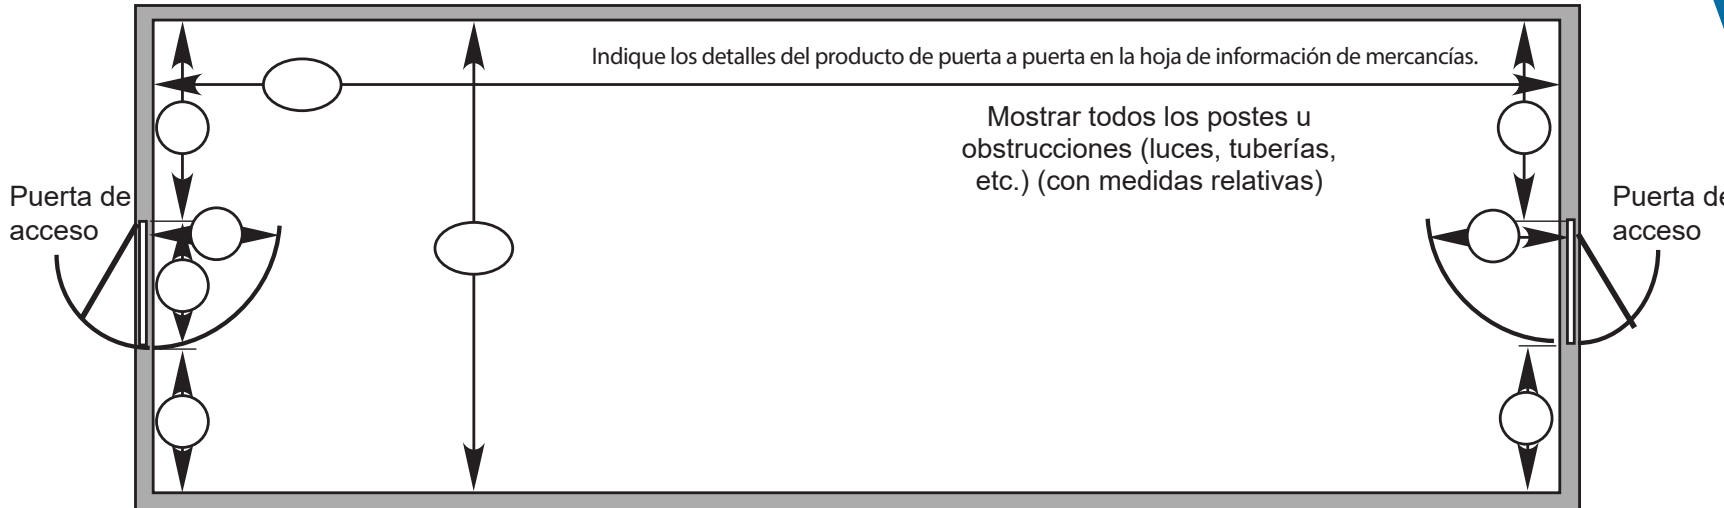 Indique los detalles del producto de puerta a puerta en la hoja de información de mercancías.
Mostrar todos los postes u
obstrucciones (luces, tuberías,
etc.) (con medidas relativas)
Puerta de
acceso
Puerta de
acceso